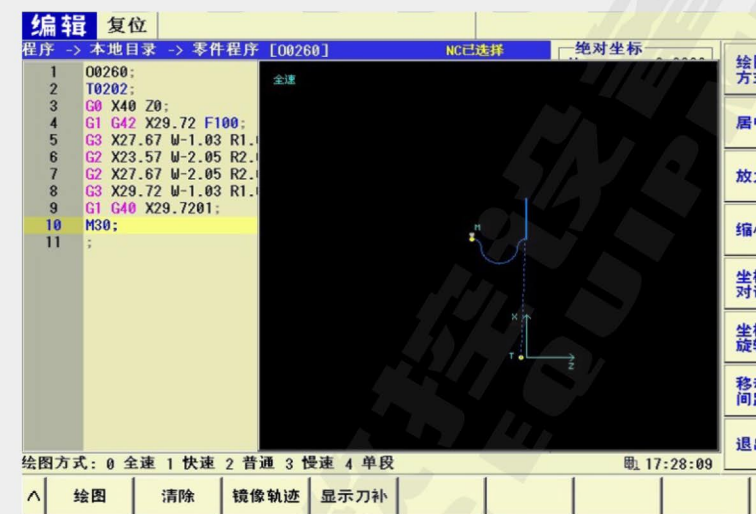 编辑 复位
程序 -> 本地目录 -> 零件程序 [O0260] NC已选择 绝对坐标
1 O0260;
2 T0202;
3 G0 X40 Z0;
4 G1 G42 X29.72 F100;
5 G3 X27.67 W-1.03 R1.
6 G2 X23.57 W-2.05 R2.
7 G2 X27.67 W-2.05 R2.
8 G3 X29.72 W-1.03 R1.
9 G1 G40 X29.7201;
10 M30;
11 ;
全速
M
X
T
Z
居
放
缩
移
间
退
绘图方式: 0 全速 1 快速 2 普通 3 慢速 4 单段 17:28:09
绘图 清除 镜像轨迹 显示刀补